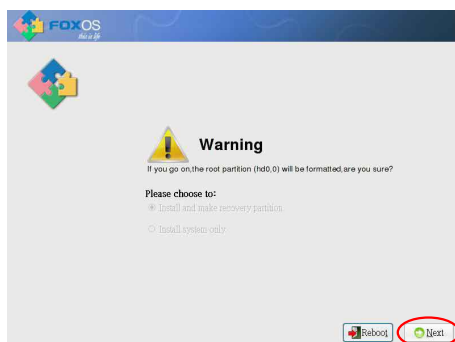 FOXOS
this is life
Warning
If you go on,the root partition (hd0,0) will be formatted,are you sure?
Please choose to:
Install and make recovery partition
Install system only
Reboot
Next